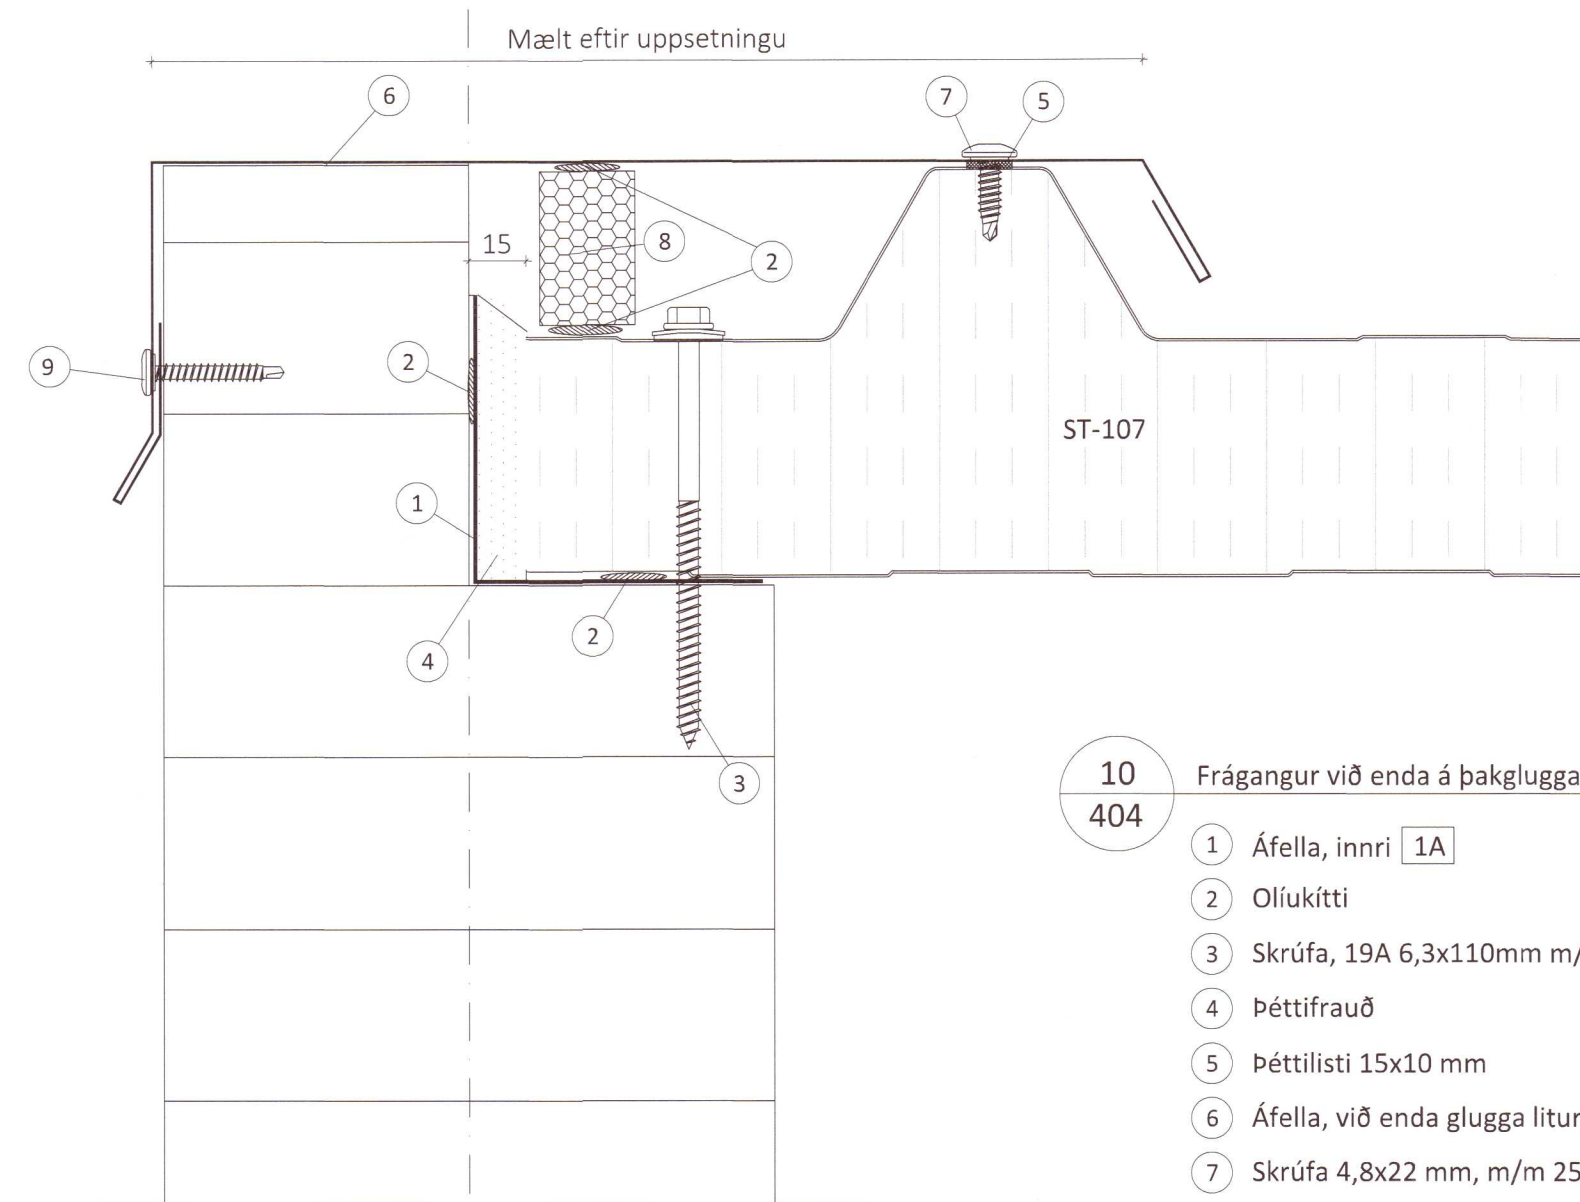 Mælt eftir uppsetningu
6
7
5
15
8
2
9
2
ST-107
1
2
4
3
10
404
Frágangur við enda á þakglugga
1 Áfella, innri 1A
2 Olíukítti
3 Skrúfa, 19A 6,3x110mm m/
4 Þéttifrauð
5 Þéttilisti 15x10 mm
6 Áfella, við enda glugga litur
7 Skrúfa 4,8x22 mm, m/m 25